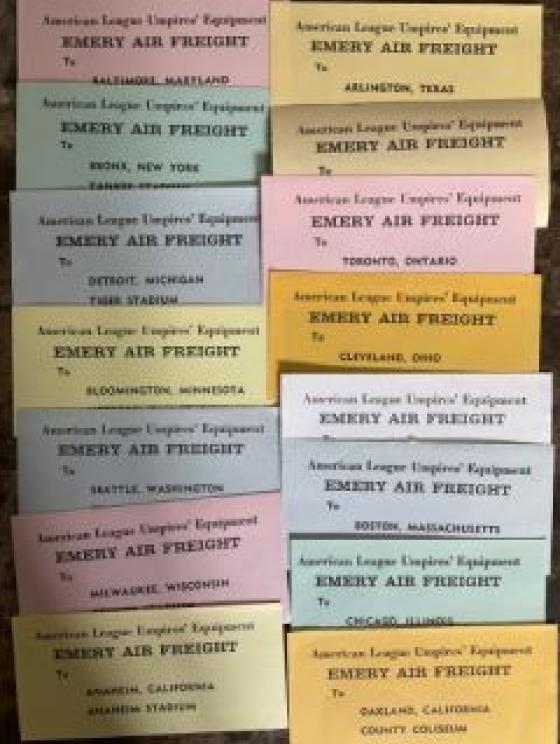 American League Umpires' Equipment
EMERY AIR FREIGHT
To
BALTIMORE, MARYLAND
American League Umpires' Equipment
EMERY AIR FREIGHT
To
BRONX, NEW YORK
YANKEE STADIUM
American League Umpires' Equipment
EMERY AIR FREIGHT
To
DETROIT, MICHIGAN
TIGER STADIUM
American League Umpires' Equipment
EMERY AIR FREIGHT
To
BLOOMINGTON, MINNESOTA
American League Umpires' Equipment
EMERY AIR FREIGHT
To
SEATTLE, WASHINGTON
American League Umpires' Equipment
EMERY AIR FREIGHT
To
MILWAUKEE, WISCONSIN
American League Umpires' Equipment
EMERY AIR FREIGHT
To
ANAHEIM, CALIFORNIA
ANAHEIM STADIUM
American League Umpires' Equipment
EMERY AIR FREIGHT
To
ARLINGTON, TEXAS
American League Umpires' Equipment
EMERY AIR FREIGHT
To
American League Umpires' Equipment
EMERY AIR FREIGHT
To
TORONTO, ONTARIO
American League Umpires' Equipment
EMERY AIR FREIGHT
To
CLEVELAND, OHIO
American League Umpires' Equipment
EMERY AIR FREIGHT
American League Umpires' Equipment
EMERY AIR FREIGHT
To
BOSTON, MASSACHUSETTS
American League Umpires' Equipment
EMERY AIR FREIGHT
To
CHICAGO, ILLINOIS
American League Umpires' Equipment
EMERY AIR FREIGHT
To
OAKLAND, CALIFORNIA
COUNTY COLISEUM